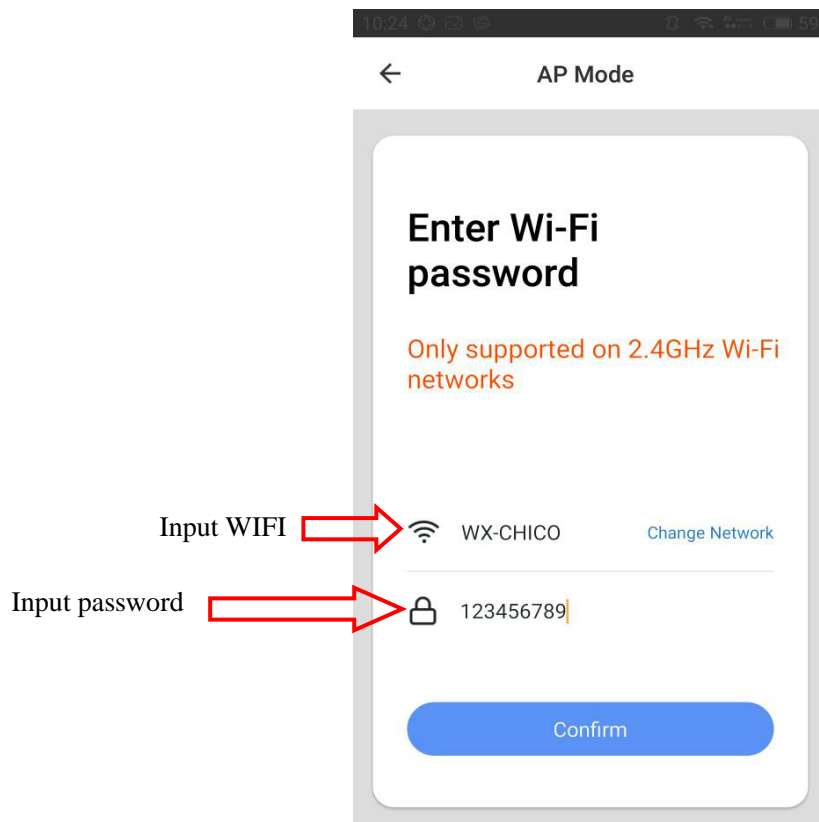 10:24 59
AP Mode
Enter Wi-Fi
password
Only supported on 2.4GHz Wi-Fi
networks
Input WIFI WX-CHICO Change Network
Input password 123456789
Confirm